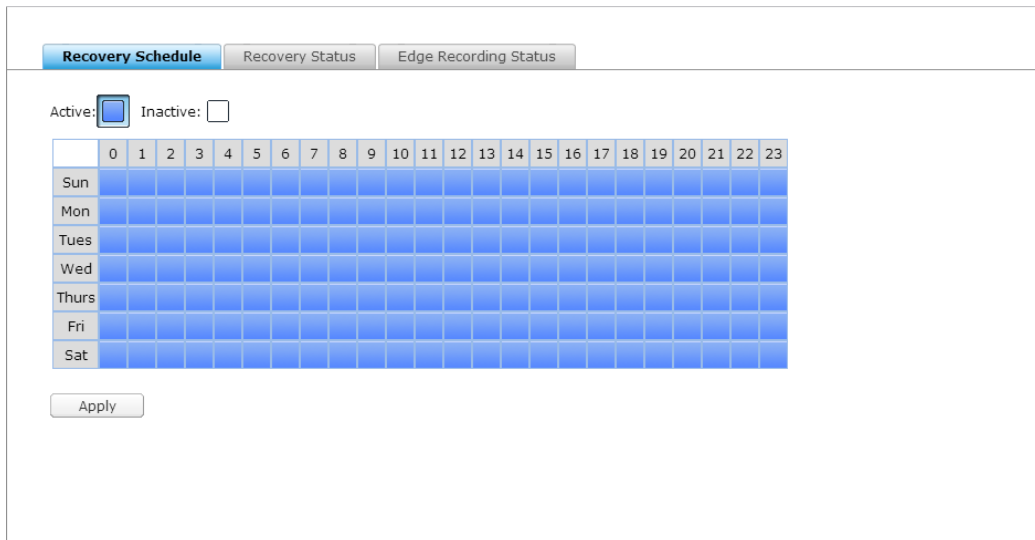 Recovery Schedule Recovery Status Edge Recording Status
Active: Inactive:
0 1 2 3 4 5 6 7 8 9 10 11 12 13 14 15 16 17 18 19 20 21 22 23
Sun
Mon
Tues
Wed
Thurs
Fri
Sat
Apply